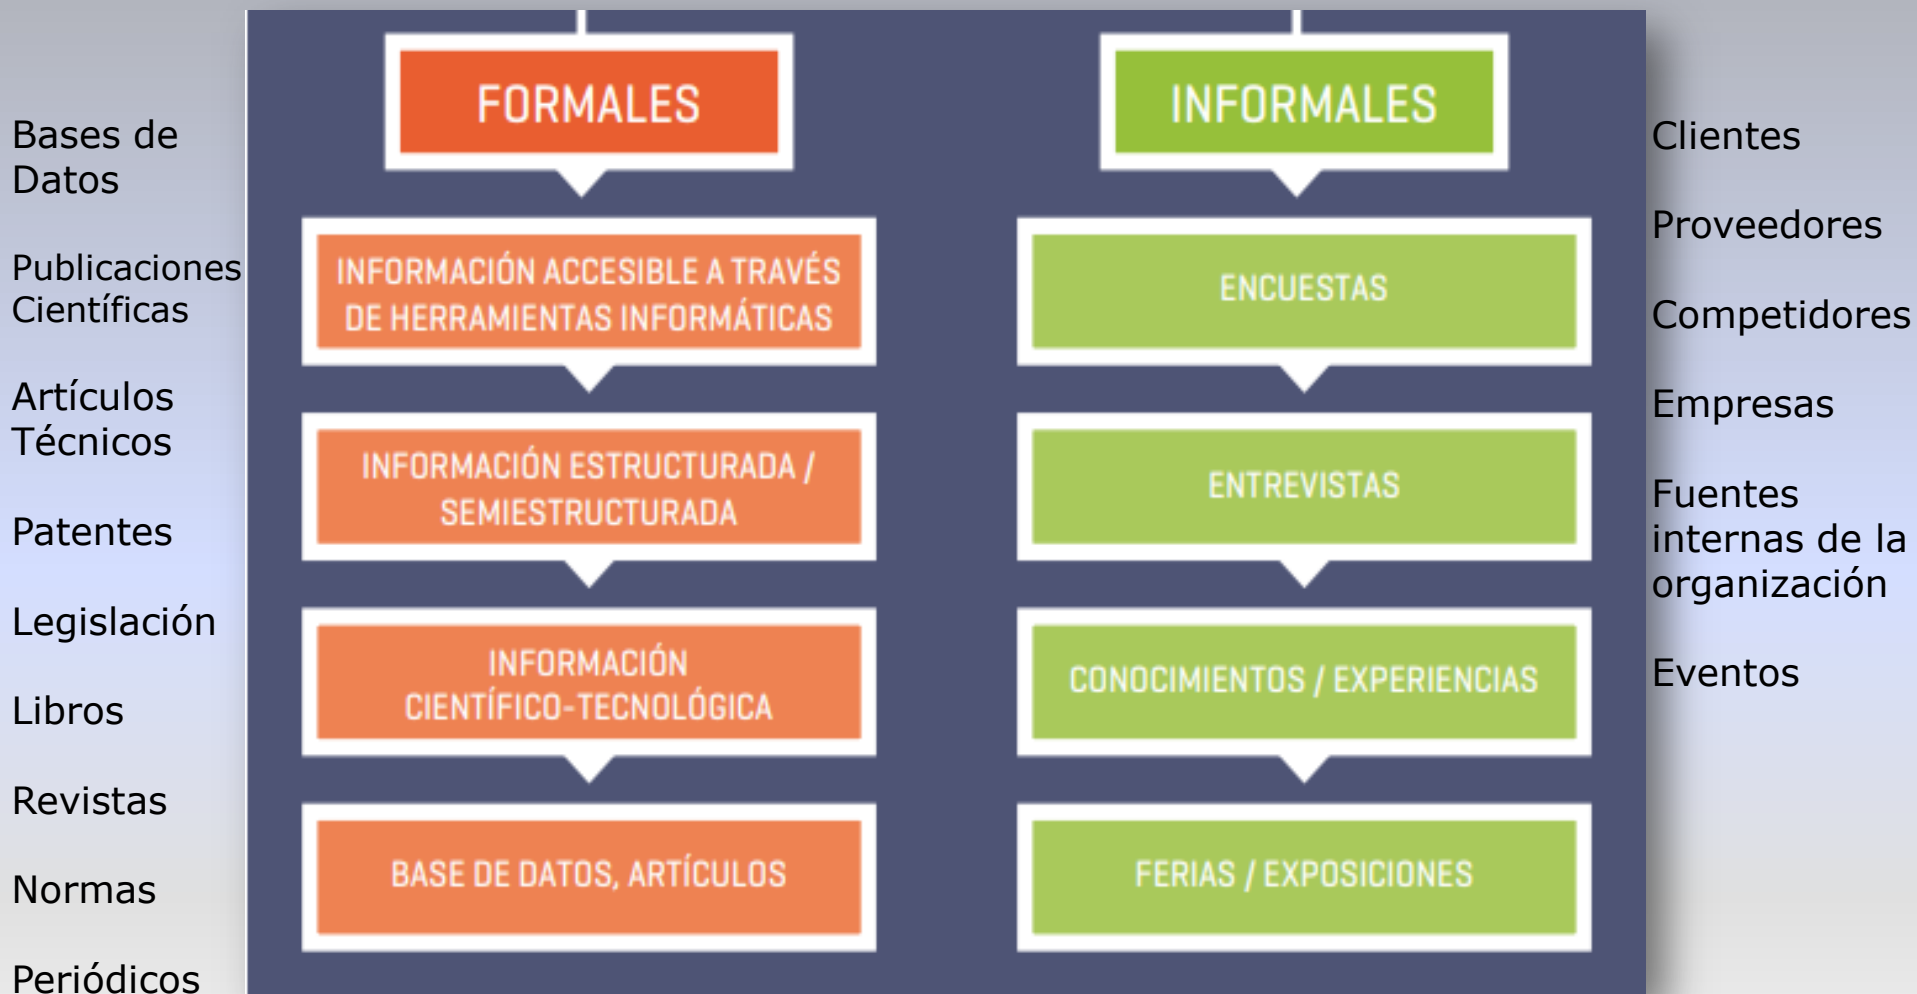 Bases de
Datos
Publicaciones
Científicas
Artículos
Técnicos
Patentes
Legislación
Libros
Revistas
Normas
Periódicos
FORMALES
INFORMACIÓN ACCESIBLE A TRAVÉS
DE HERRAMIENTAS INFORMÁTICAS
INFORMACIÓN ESTRUCTURADA /
SEMIESTRUCTURADA
INFORMACIÓN
CIENTÍFICO-TECNOLÓGICA
BASE DE DATOS, ARTÍCULOS
INFORMALES
ENCUESTAS
ENTREVISTAS
CONOCIMIENTOS / EXPERIENCIAS
FERIAS / EXPOSICIONES
Clientes
Proveedores
Competidores
Empresas
Fuentes
internas de la
organización
Eventos